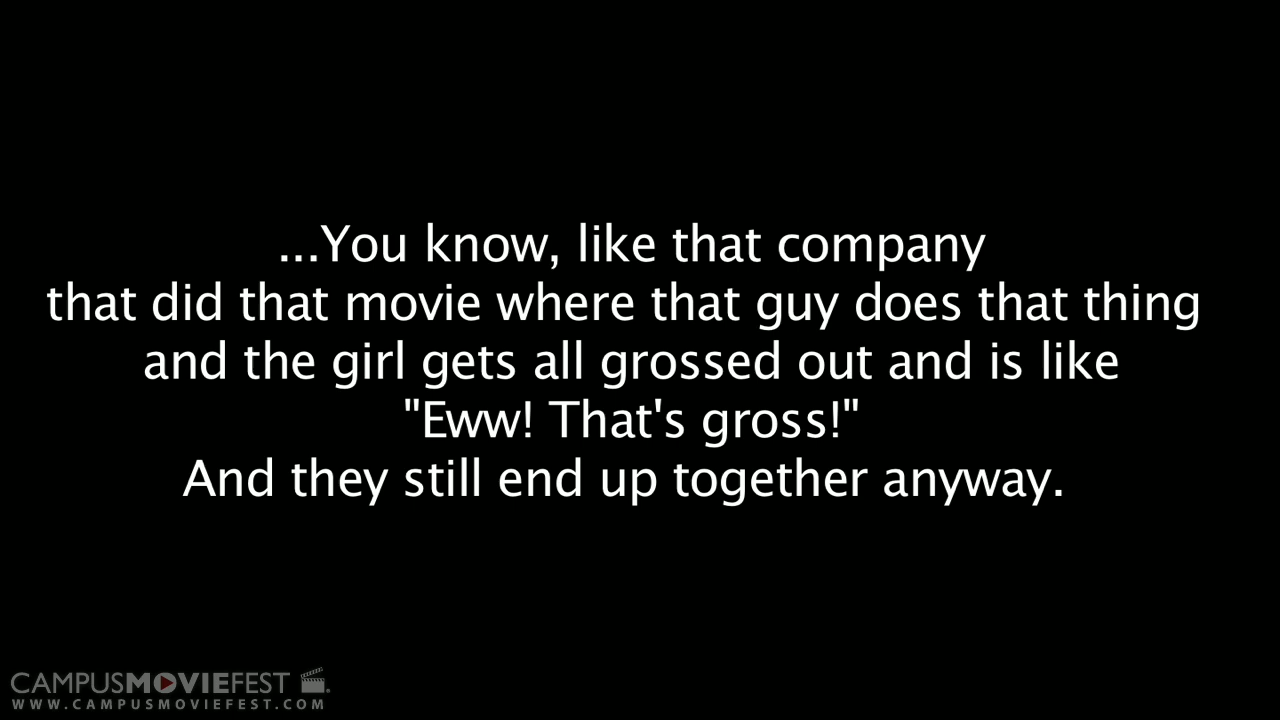 ...You know, like that company
that did that movie where that guy does that thing
and the girl gets all grossed out and is like
"Eww! That's gross!"
And they still end up together anyway.
CAMPUSMOVIEFEST
WWW.CAMPUSMOVIEFEST.COM